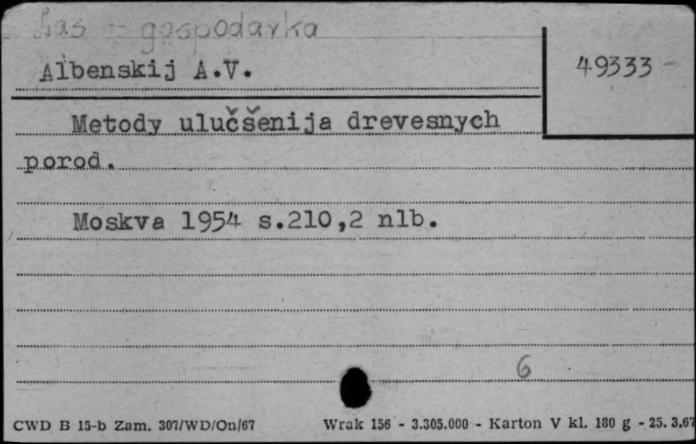 Las - gospodarka
Albenskij A.V.
49333 -
Metody ulučšenija drevesnych
porod.
Moskva 1954 s.210,2 nlb.
6
CWD B 15-b Zam. 307/WD/On/67 Wrak 156 - 3.305.000 - Karton V kl. 180 g - 25.3.67